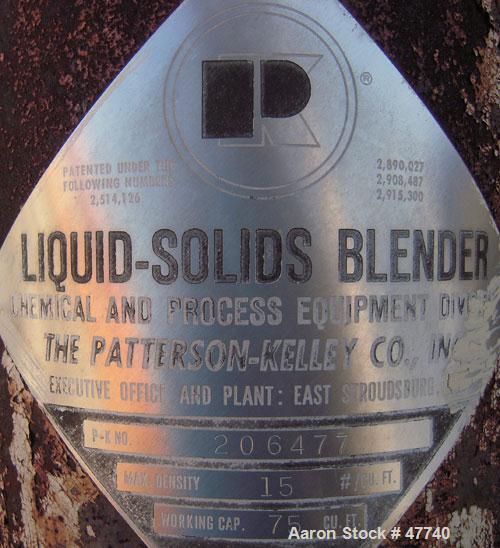 PK ®
PATENTED UNDER THE
FOLLOWING NUMBERS
2,514,126
2,890,027
2,908,487
2,915,300
LIQUID-SOLIDS BLENDER
CHEMICAL AND PROCESS EQUIPMENT
THE PATTERSON-KELLEY CO., INC
EXECUTIVE OFFICE AND PLANT: EAST STROUDSBURG,
P-K NO. 206477
MAX. DENSITY 15 #/CU. FT.
WORKING CAP. 75 CU. FT.
Aaron Stock # 47740